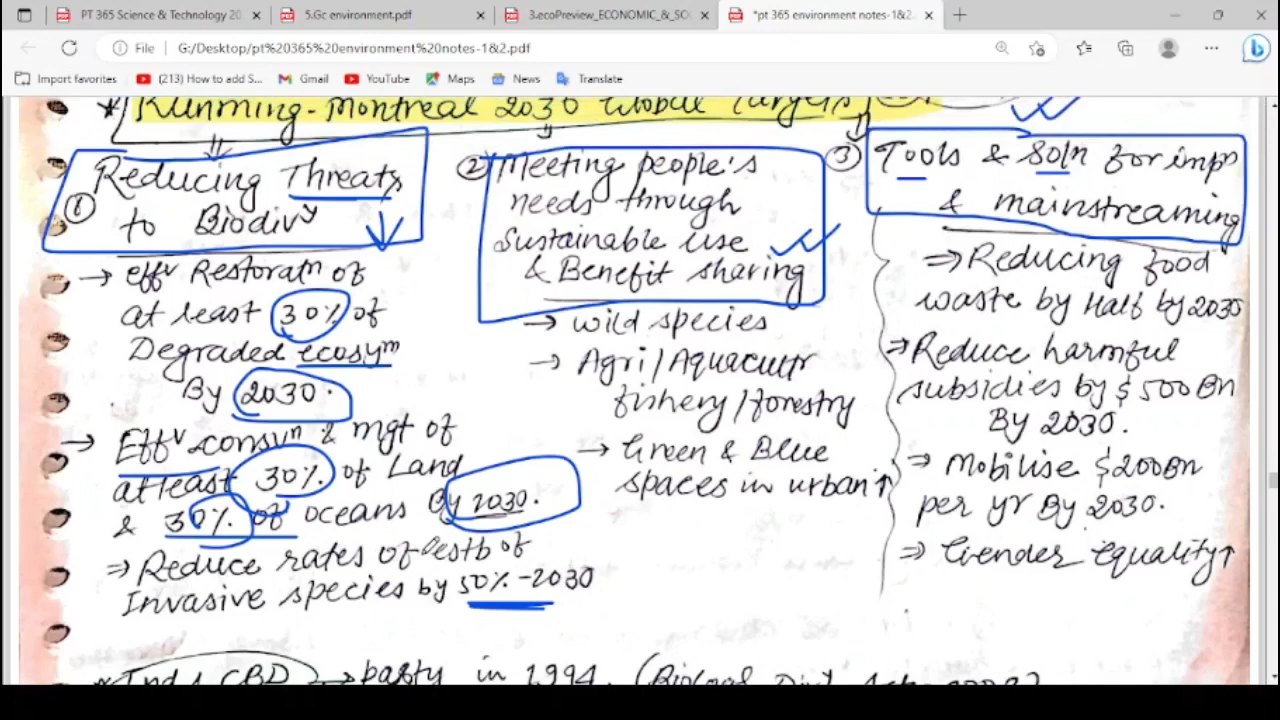 PT 365 Science & Technology 20
5.Gc environment.pdf
3.ecoPreview_ECONOMIC_&_SO
*pt 365 environment notes-1&2.
File
G:/Desktop/pt%20365%20environment%20notes-1&2.pdf
Import favorites
(213) How to add S...
Gmail
YouTube
Maps
News
Translate
* Kunming-Montreal 2030 Global Targets
① Reducing Threats
to Biodivy
→ effv Restoratn of
at least 30% of
Degraded ecosym
By 2030.
→ Effv consvn & mgt of
atleast 30% of Land
& 30% of oceans By 2030.
⇒ Reduce rates of estb of
Invasive species by 50% -2030
② Meeting people's
needs through
Sustainable use
& Benefit sharing
→ wild species
→ Agri/Aquacultr
fishery/forestry
→ Green & Blue
spaces in urban↑
③ Tools & Soln for impn
& mainstreaming
⇒ Reducing food
waste by Half by 2030
⇒ Reduce harmful
subsidies by $500Bn
By 2030.
⇒ Mobilise $200Bn
per yr By 2030.
⇒ Gender equality↑
* Ind & CBD → party in 1994.